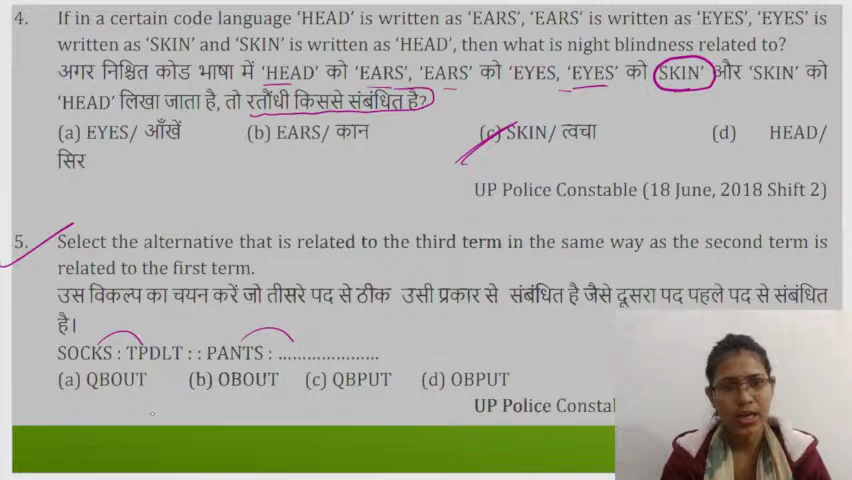 4. If in a certain code language 'HEAD' is written as 'EARS', 'EARS' is written as 'EYES', 'EYES' is
written as 'SKIN' and 'SKIN' is written as 'HEAD', then what is night blindness related to?
अगर निश्चित कोड भाषा में 'HEAD' को 'EARS', 'EARS' को 'EYES, 'EYES' को SKIN' और 'SKIN' को
'HEAD' लिखा जाता है, तो रतौंधी किससे संबंधित है?
(a) EYES/ आँखें (b) EARS/ कान (c) SKIN/ त्वचा (d) HEAD/
सिर
UP Police Constable (18 June, 2018 Shift 2)
5. Select the alternative that is related to the third term in the same way as the second term is
related to the first term.
उस विकल्प का चयन करें जो तीसरे पद से ठीक उसी प्रकार से संबंधित है जैसे दूसरा पद पहले पद से संबंधित
है।
SOCKS : TPDLT : : PANTS : .....................
(a) QBOUT (b) OBOUT (c) QBPUT (d) OBPUT
UP Police